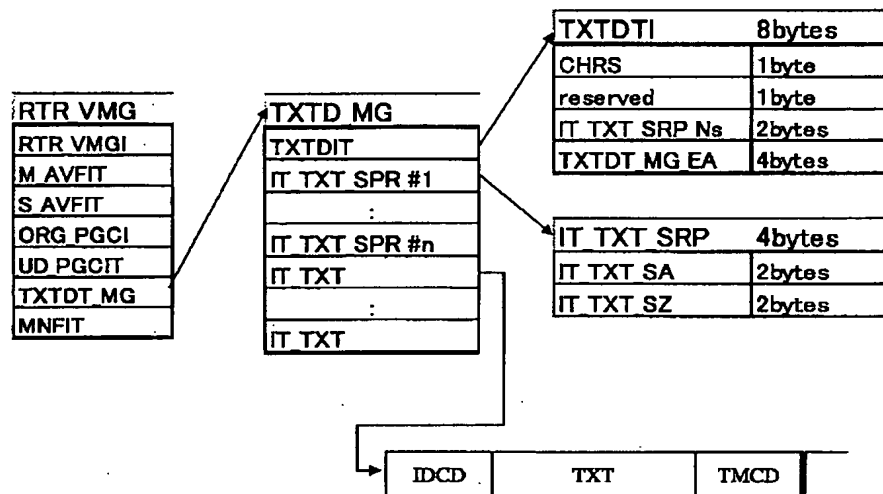 RTR VMG
RTR VMGI
M AVFIT
S AVFIT
ORG PGCI
UD PGCIT
TXTDT MG
MNFIT
TXTD MG
TXTDIT
IT TXT SPR #1
:
IT TXT SPR #n
IT TXT
:
IT TXT
TXTDTI 8bytes
CHRS 1byte
reserved 1byte
IT TXT SRP Ns 2bytes
TXTDT MG EA 4bytes
IT TXT SRP 4bytes
IT TXT SA 2bytes
IT TXT SZ 2bytes
IDCD TXT TMCD